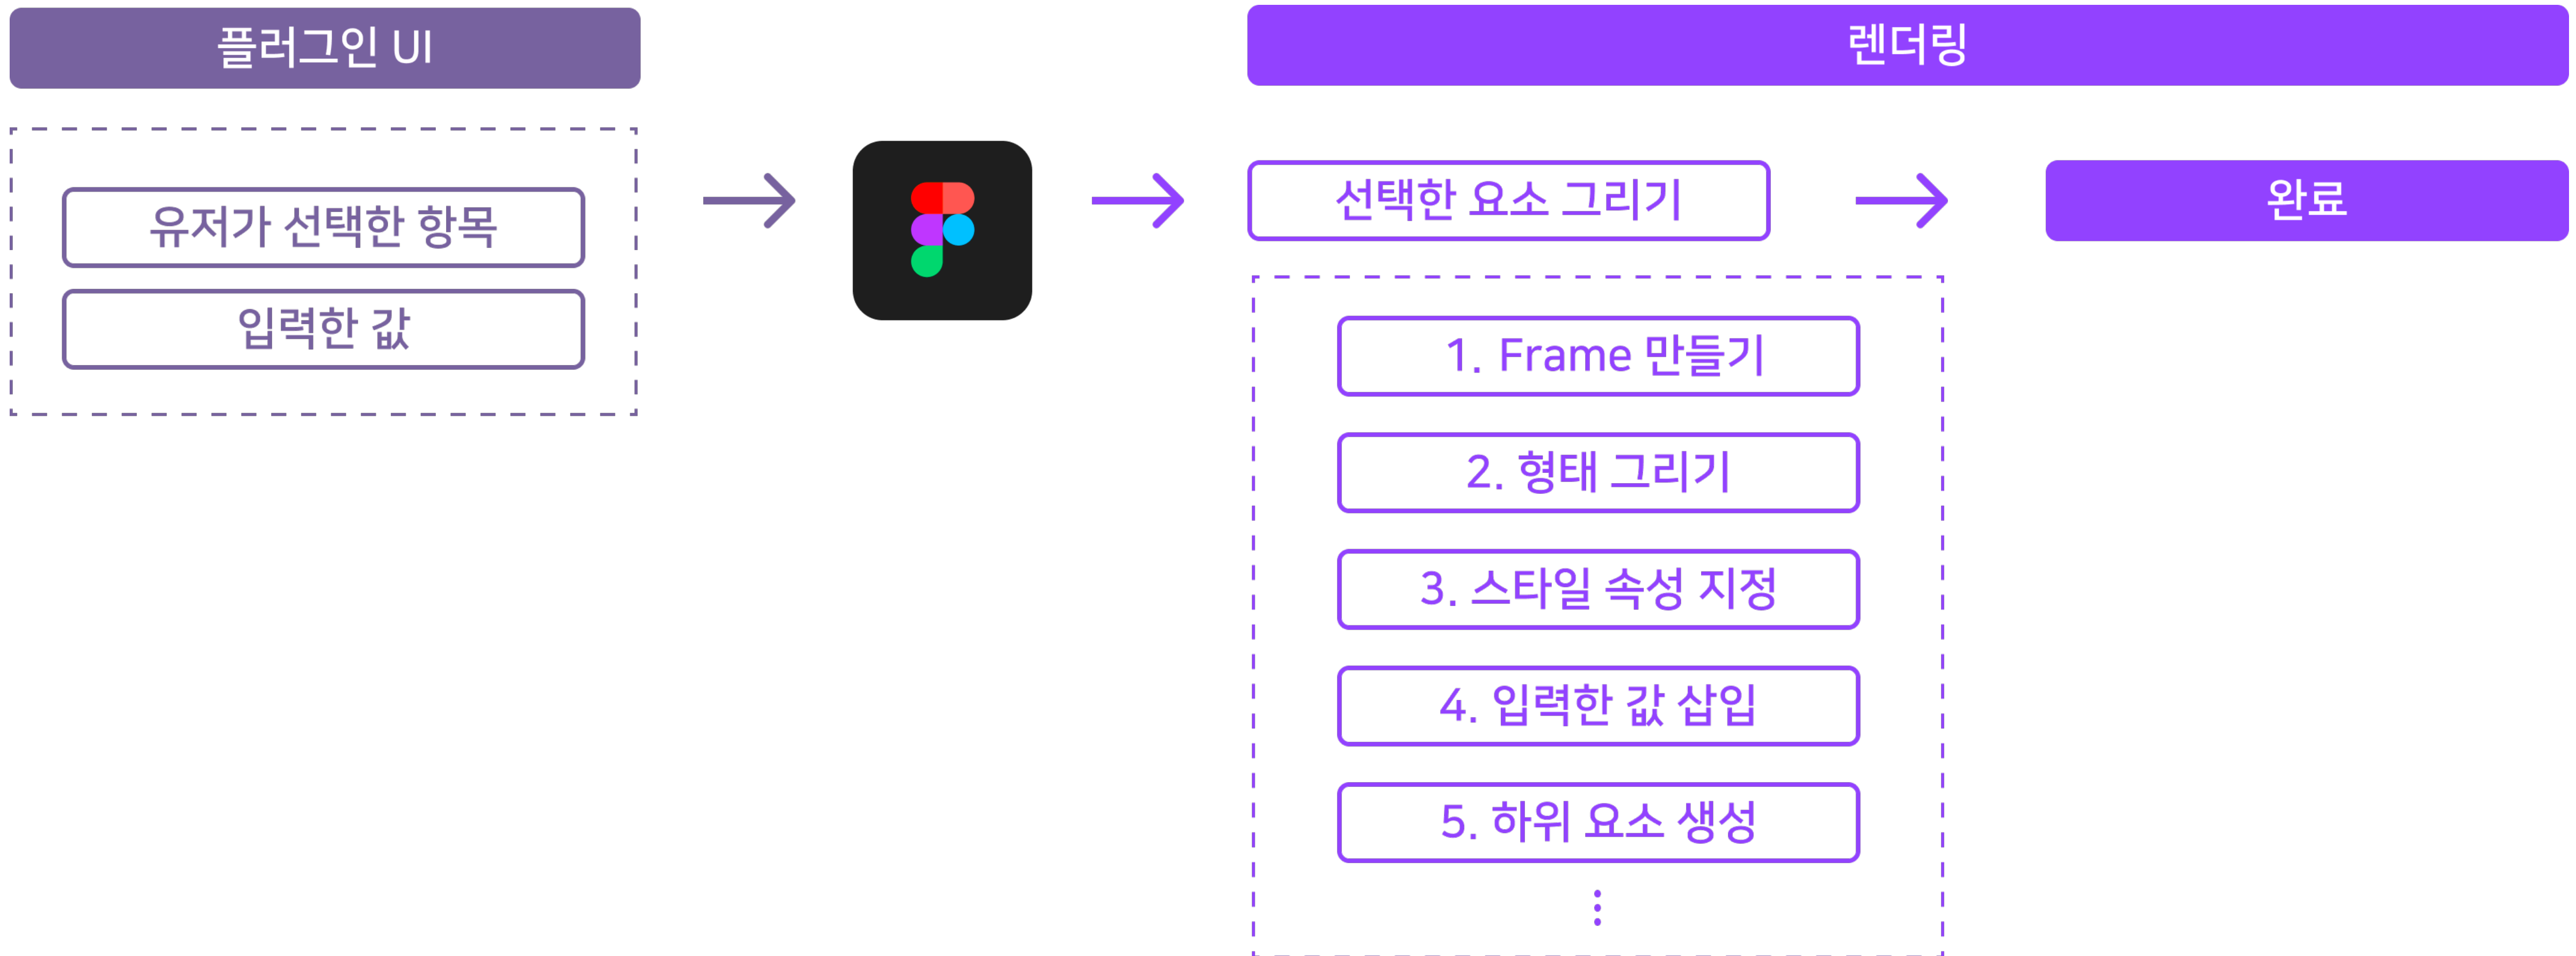 플러그인 UI
유저가 선택한 항목
입력한 값
렌더링
선택한 요소 그리기
완료
1. Frame 만들기
2. 형태 그리기
3. 스타일 속성 지정
4. 입력한 값 삽입
5. 하위 요소 생성